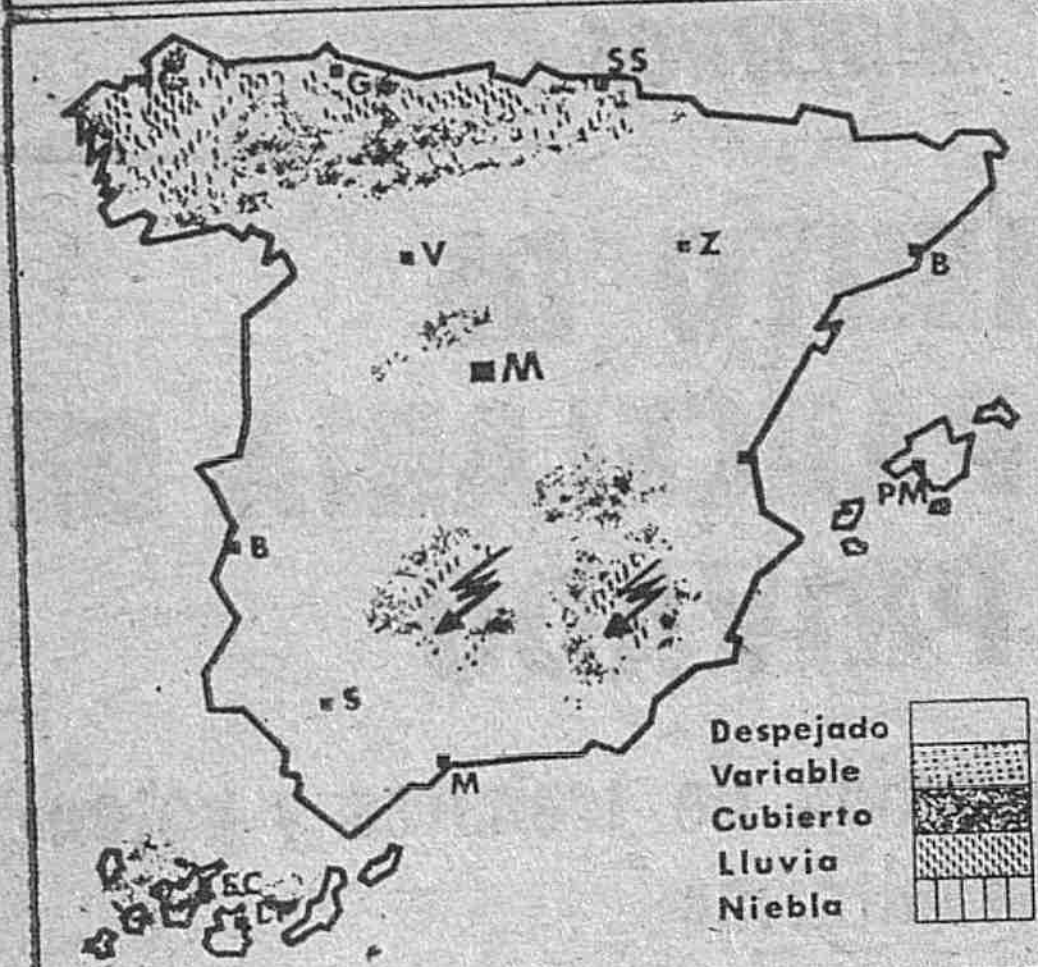 G
SS
V
Z
B
M
PM
B
S
M
Despejado
Variable
Cubierto
Lluvia
Niebla